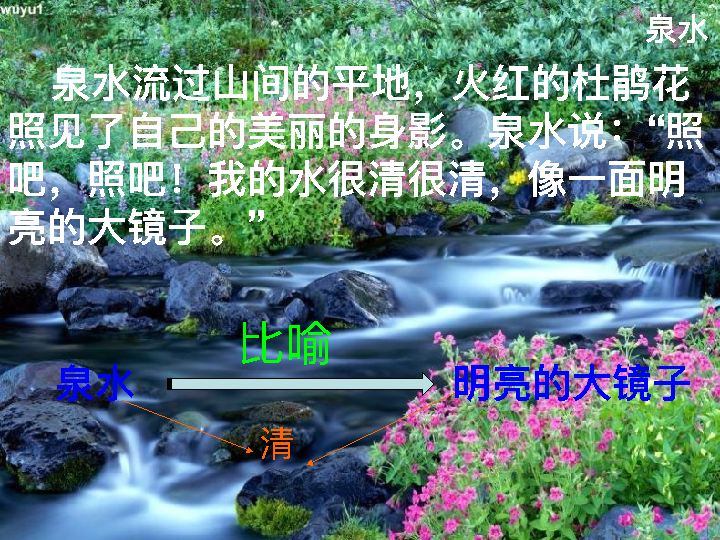 wuyu1
泉水
泉水流过山间的平地，火红的杜鹃花
照见了自己的美丽的身影。泉水说：“照
吧，照吧！我的水很清很清，像一面明
亮的大镜子。”
比喻
泉水
明亮的大镜子
清